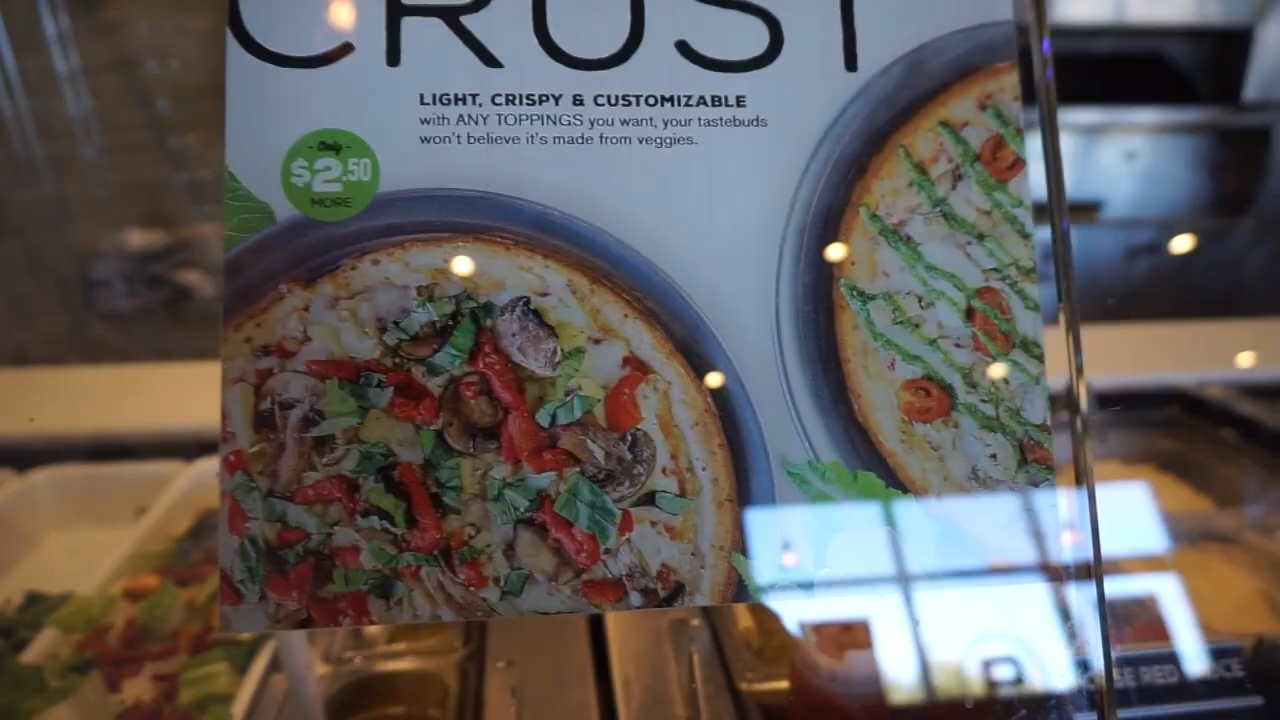 CRUST
LIGHT, CRISPY & CUSTOMIZABLE
with ANY TOPPINGS you want, your tastebuds
won't believe it's made from veggies.
- Only -
$2.50
MORE
RED